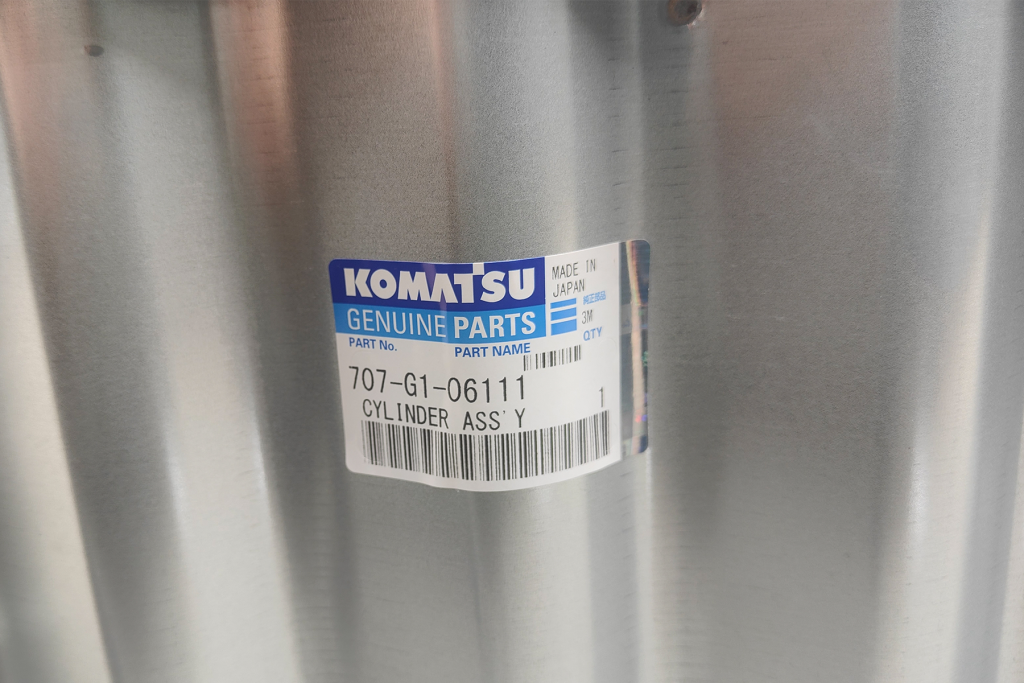 KOMATSU
GENUINE PARTS
MADE IN
JAPAN
3M
QTY
PART No.
PART NAME
707-G1-06111
CYLINDER ASS'Y
1